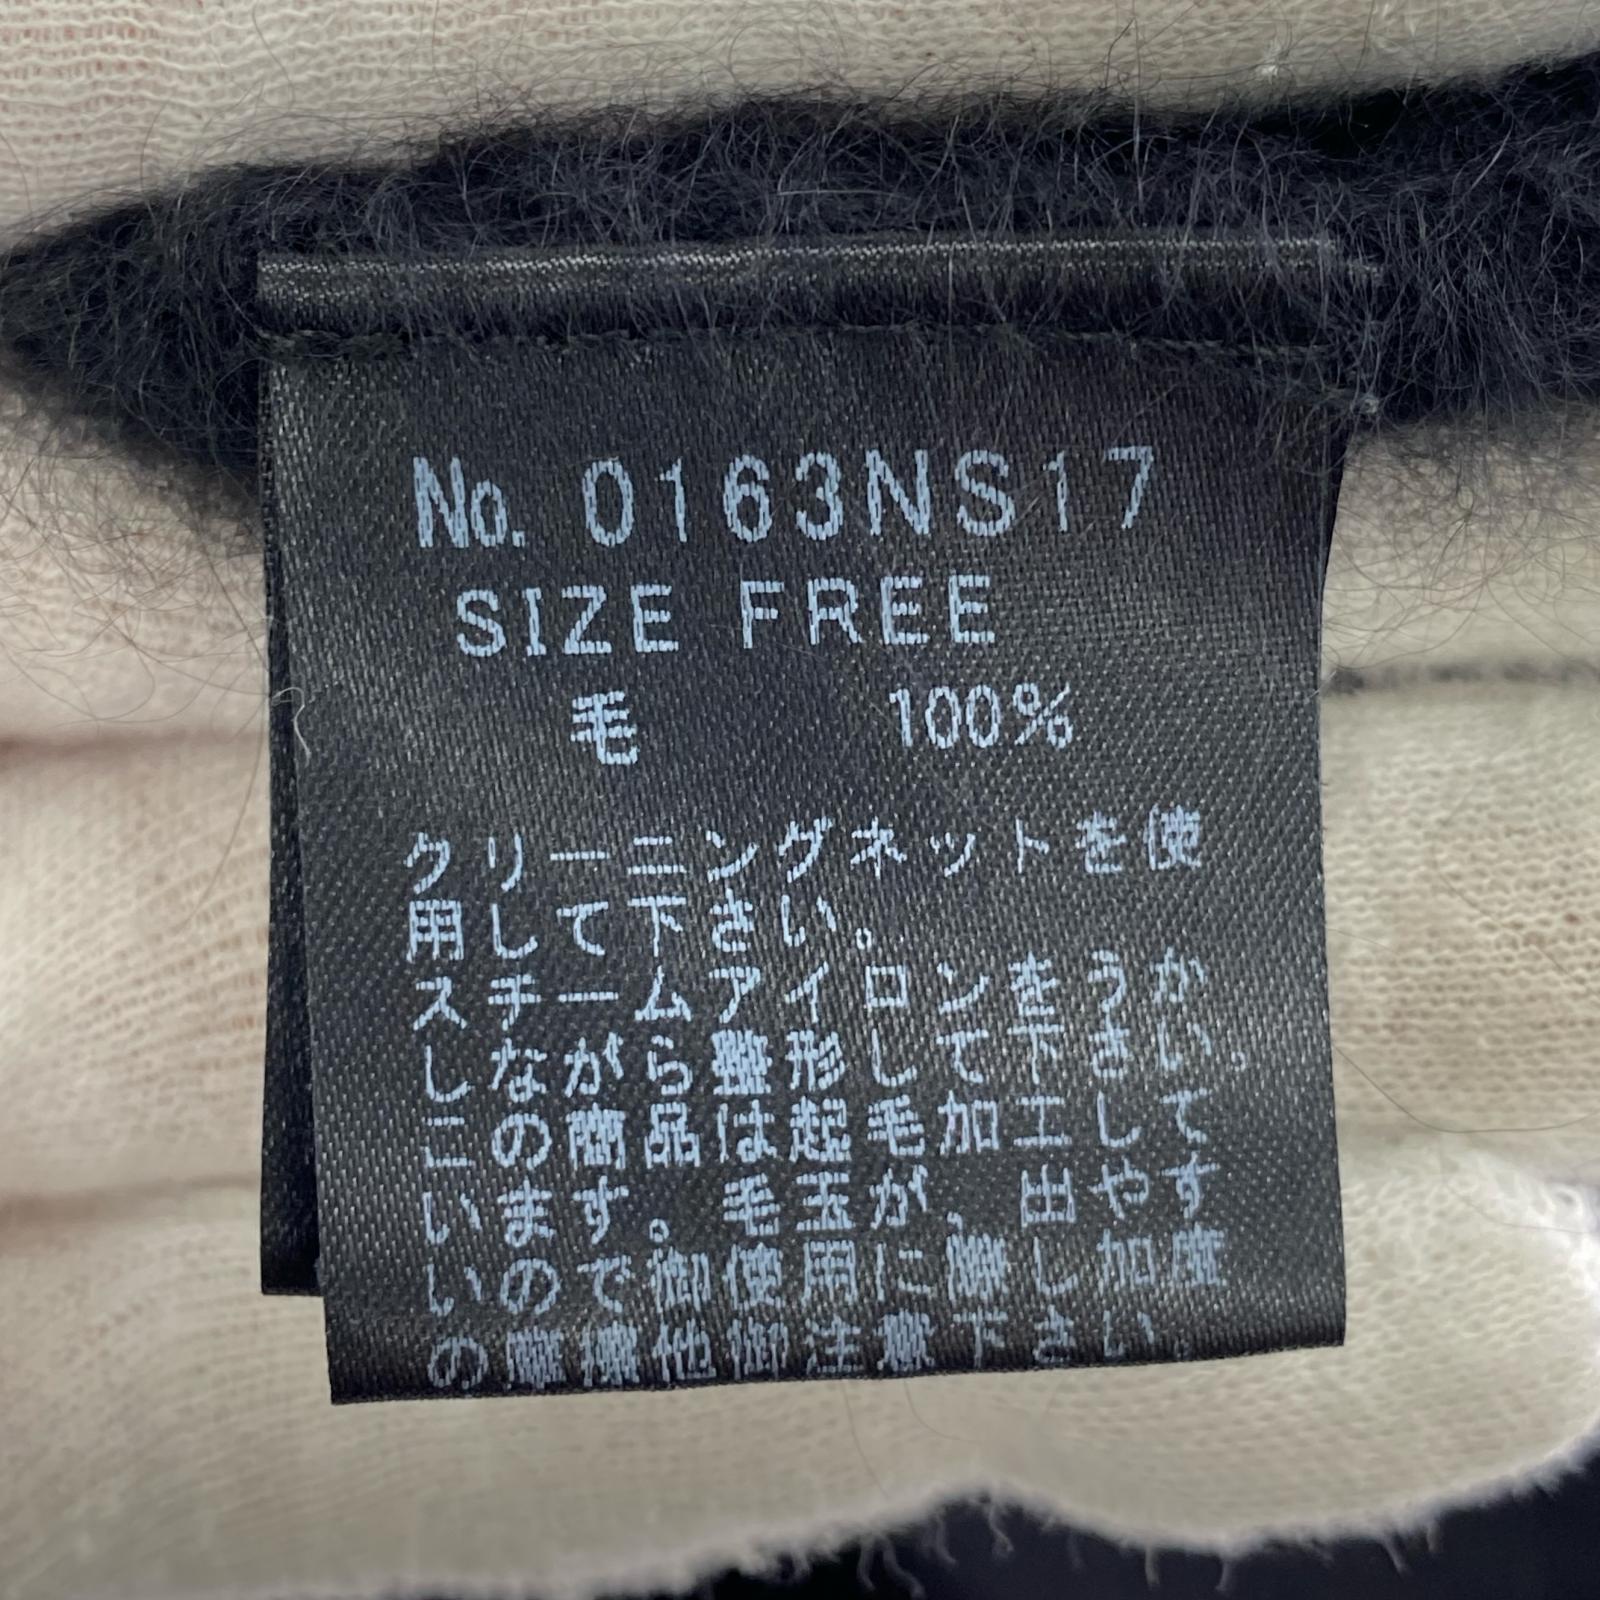 No. 0163NS17
SIZE FREE
毛 100%
クリーニングネットを使
用して下さい。
スチームアイロンをうか
しながら整形して下さい。
この商品は起毛加工して
います。毛玉が、出やす
いので御使用に際し加度
の摩擦他御注意下さい。